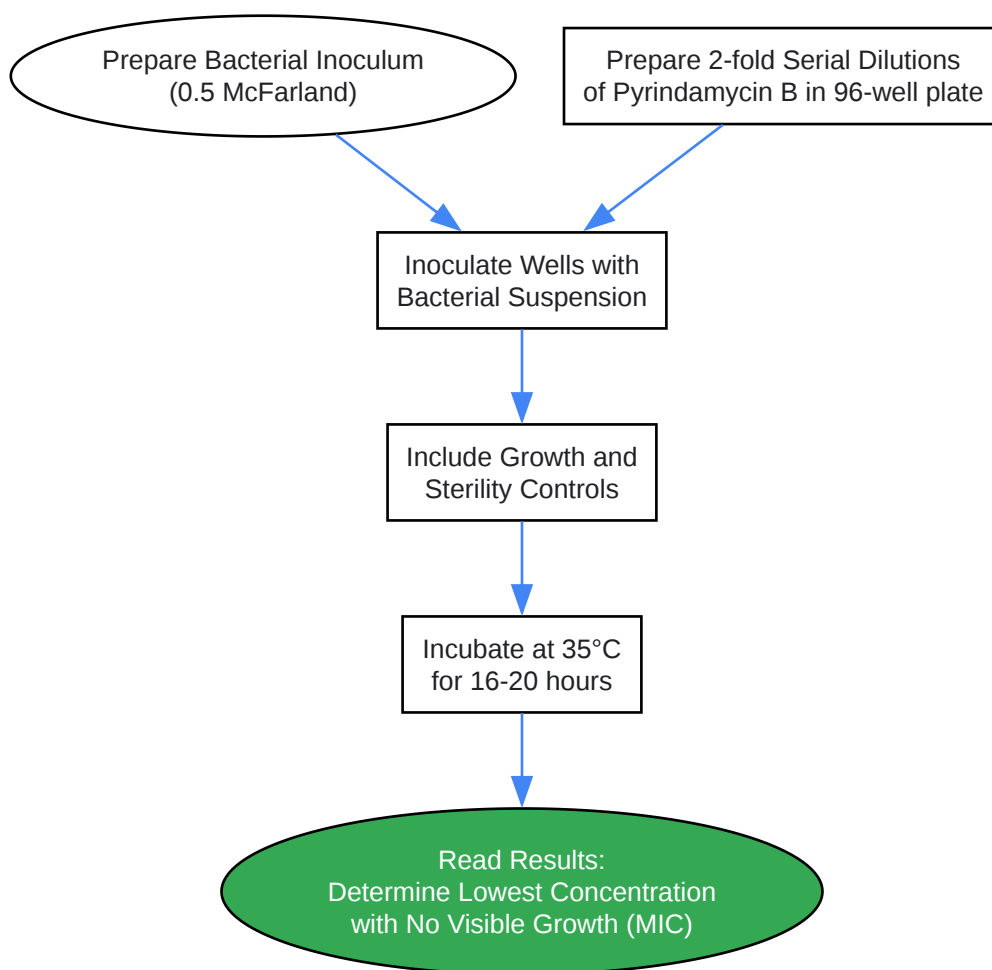 Prepare Bacterial Inoculum
(0.5 McFarland)
Prepare 2-fold Serial Dilutions
of Pyrindamycin B in 96-well plate
Inoculate Wells with
Bacterial Suspension
Include Growth and
Sterility Controls
Incubate at 35°C
for 16-20 hours
Read Results:
Determine Lowest Concentration
with No Visible Growth (MIC)